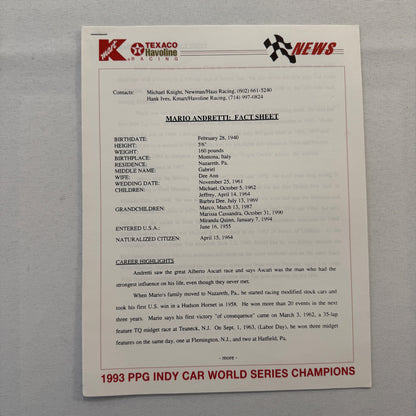 Kmart
TEXACO
Havoline
RACING
NEWS
Contacts: Michael Knight, Newman/Haas Racing, (602) 661-5240
Hank Ives, Kmart/Havoline Racing, (714) 997-0824
MARIO ANDRETTI: FACT SHEET
BIRTHDATE: February 28, 1940
HEIGHT: 5'6"
WEIGHT: 160 pounds
BIRTHPLACE: Montona, Italy
RESIDENCE: Nazareth, Pa.
MIDDLE NAME: Gabriel
WIFE: Dee Ann
WEDDING DATE: November 25, 1961
CHILDREN: Michael, October 5, 1962
Jeffrey, April 14, 1964
Barbra Dee, July 13, 1969
GRANDCHILDREN: Marco, March 13, 1987
Marissa Cassandra, October 31, 1990
Miranda Quinn, January 7, 1994
ENTERED U.S.A.: June 16, 1955
NATURALIZED CITIZEN: April 15, 1964
CAREER HIGHLIGHTS
Andretti saw the great Alberto Ascari race and says Ascari was the man who had the
strongest influence on his life, even though they never met.
When Mario's family moved to Nazareth, Pa., he started racing modified stock cars and
took his first U.S. win in a Hudson Hornet in 1958. He won more than 20 events in the next
three years. Mario says his first victory "of consequence" came on March 3, 1962, a 35-lap
feature TQ midget race at Teaneck, N.J. On Sept. 1, 1963, (Labor Day), he won three midget
features on the same day, one at Flemington, N.J., and two at Hatfield, Pa.
- more -
1993 PPG INDY CAR WORLD SERIES CHAMPIONS